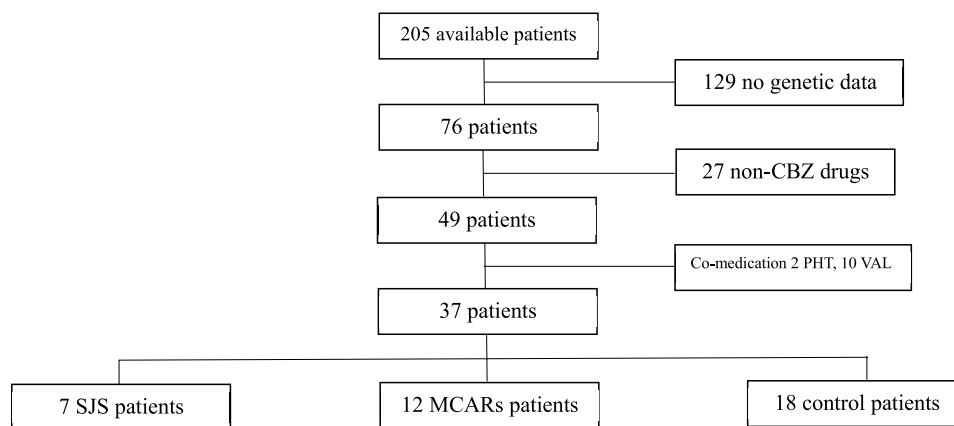 205 available patients
129 no genetic data
76 patients
27 non-CBZ drugs
49 patients
Co-medication 2 PHT, 10 VAL
37 patients
7 SJS patients
12 MCARs patients
18 control patients